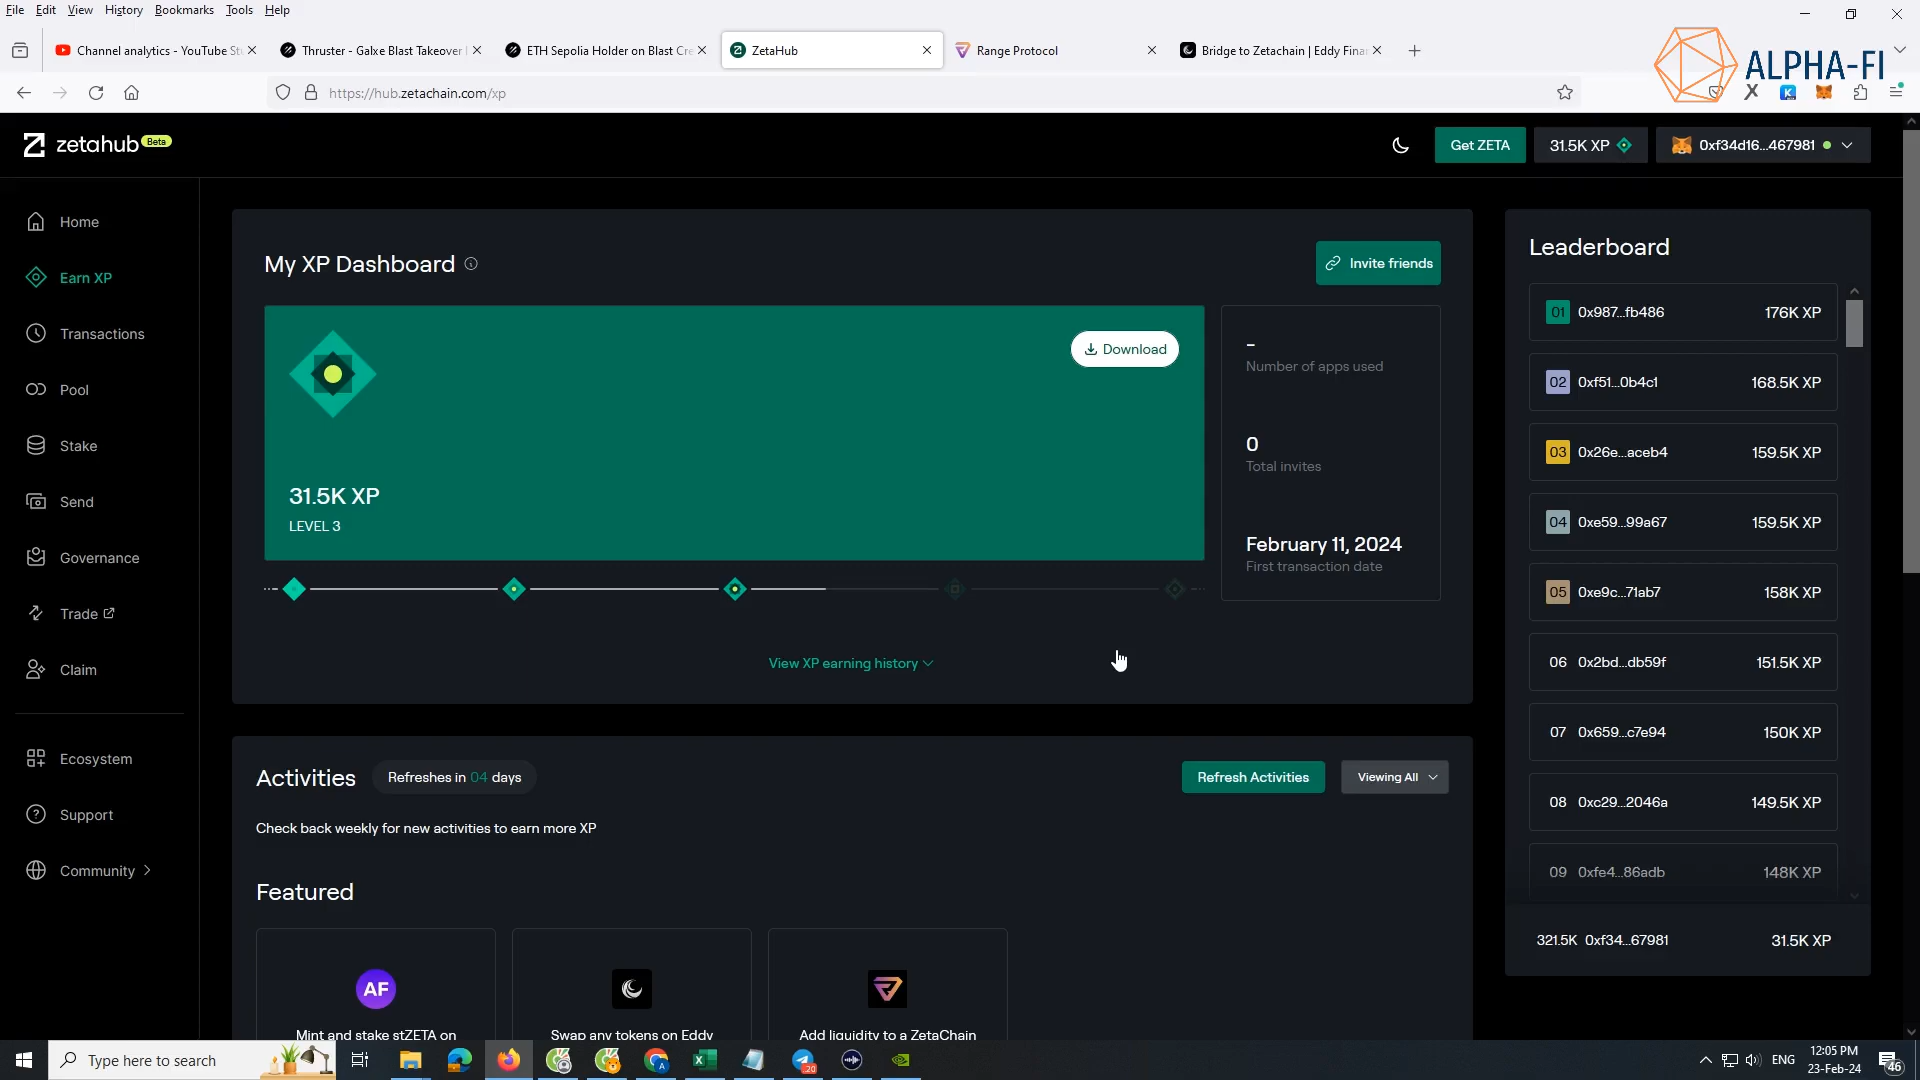 File Edit View History Bookmarks Tools Help
Channel analytics - YouTube St
Thruster - Galxe Blast Takeover
ETH Sepolia Holder on Blast Cre
ZetaHub
Range Protocol
Bridge to Zetachain | Eddy Fina
ALPHA-FI
https://hub.zetachain.com/xp
zetahub Beta
Get ZETA
31.5K XP
0xf34d16...467981
Home
Earn XP
Transactions
Pool
Stake
Send
Governance
Trade
Claim
Ecosystem
Support
Community
My XP Dashboard
Invite friends
Download
31.5K XP
LEVEL 3
-
Number of apps used
0
Total invites
February 11, 2024
First transaction date
View XP earning history
Activities
Refreshes in 04 days
Refresh Activities
Viewing All
Check back weekly for new activities to earn more XP
Featured
AF
Mint and stake stZETA on
Swap any tokens on Eddy
Add liquidity to a ZetaChain
Leaderboard
01 0x987...fb486 176K XP
02 0xf51...0b4c1 168.5K XP
03 0x26e...aceb4 159.5K XP
04 0xe59...99a67 159.5K XP
05 0xe9c...71ab7 158K XP
06 0x2bd...db59f 151.5K XP
07 0x659...c7e94 150K XP
08 0xc29...2046a 149.5K XP
09 0xfe4...86adb 148K XP
321.5K 0xf34...67981 31.5K XP
Type here to search
20
ENG
12:05 PM
23-Feb-24
46